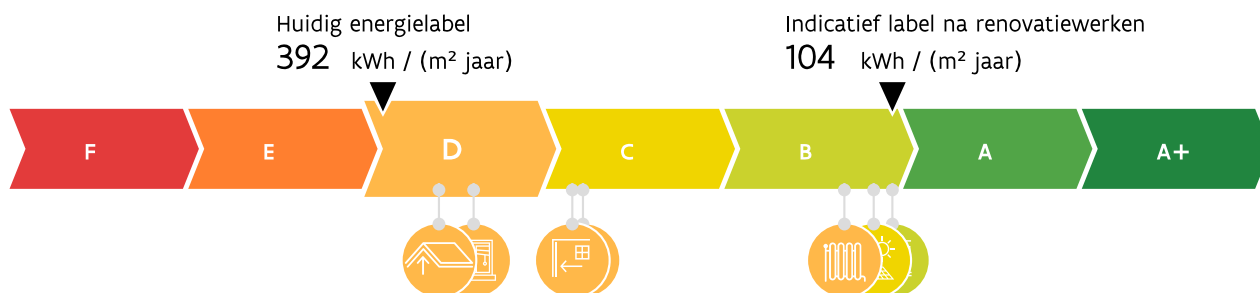 Huidig energielabel
392 kWh / (m² jaar)
Indicatief label na renovatiewerken
104 kWh / (m² jaar)
F E D C B A A+